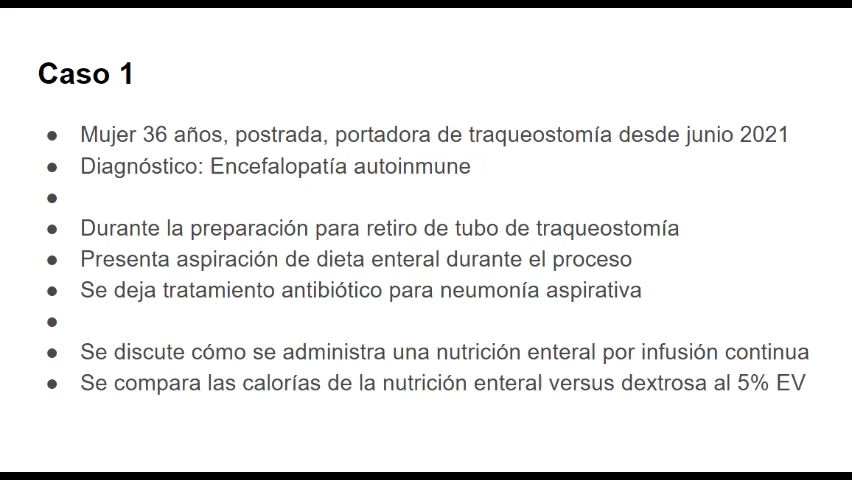 Caso 1
● Mujer 36 años, postrada, portadora de traqueostomía desde junio 2021
● Diagnóstico: Encefalopatía autoinmune
●
● Durante la preparación para retiro de tubo de traqueostomía
● Presenta aspiración de dieta enteral durante el proceso
● Se deja tratamiento antibiótico para neumonía aspirativa
●
● Se discute cómo se administra una nutrición enteral por infusión continua
● Se compara las calorías de la nutrición enteral versus dextrosa al 5% EV